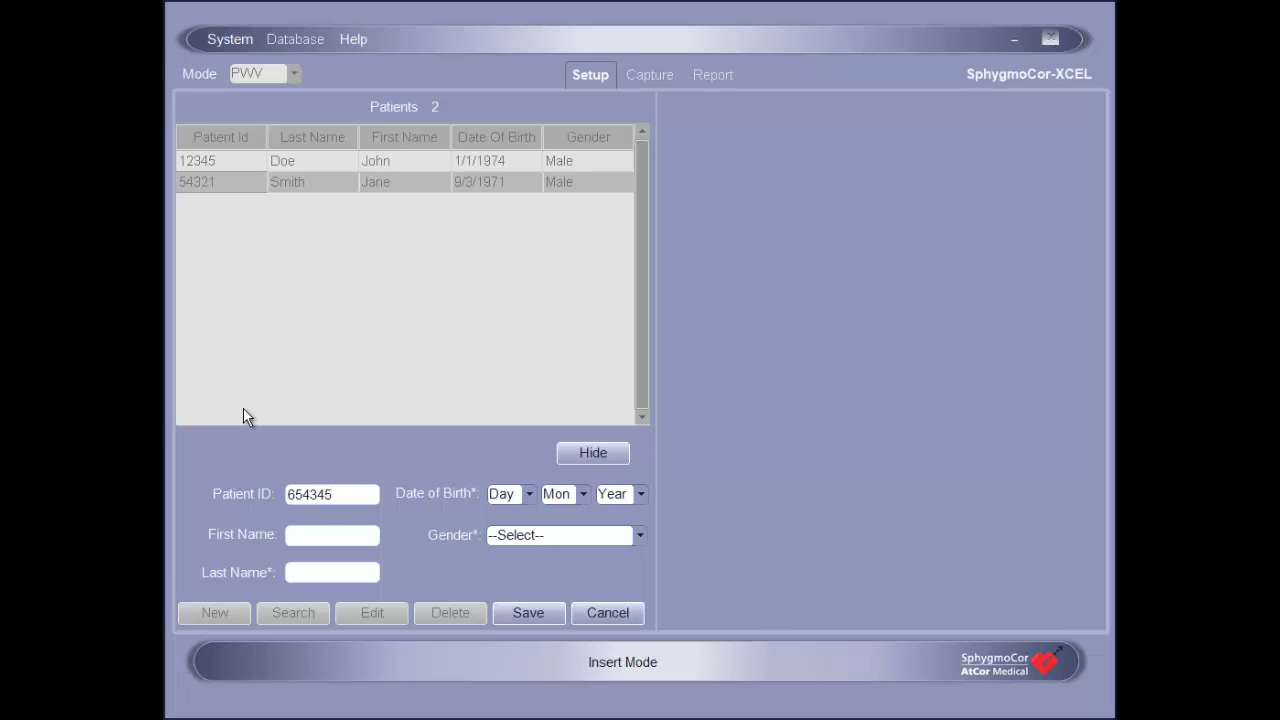 System Database Help
Mode PWV Setup Capture Report SphygmoCor-XCEL
Patients 2
Patient Id Last Name First Name Date Of Birth Gender
12345 Doe John 1/1/1974 Male
54321 Smith Jane 9/3/1971 Male
Hide
Patient ID: 654345 Date of Birth*: Day Mon Year
First Name: Gender*: --Select--
Last Name*:
New Search Edit Delete Save Cancel
Insert Mode
SphygmoCor
AtCor Medical